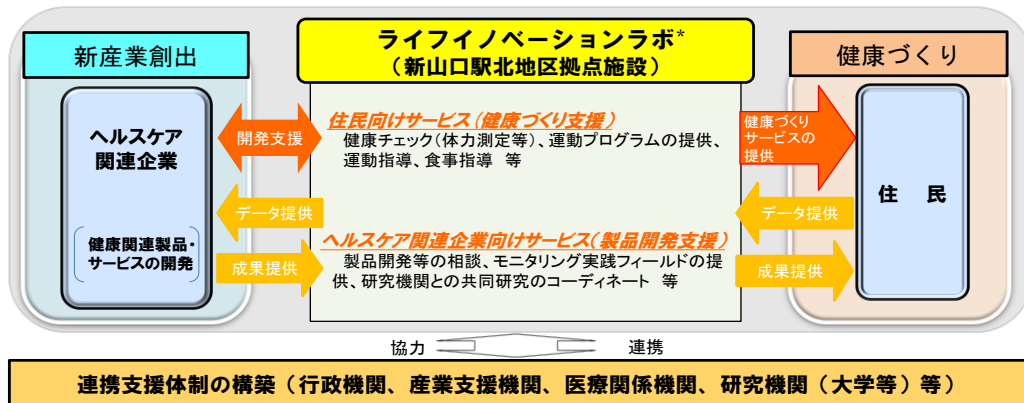 新産業創出
ヘルスケア
関連企業
健康関連製品・
サービスの開発
開発支援
データ提供
成果提供
ライフイノベーションラボ*
（新山口駅北地区拠点施設）
住民向けサービス（健康づくり支援）
健康チェック（体力測定等）、運動プログラムの提供、
運動指導、食事指導　等
ヘルスケア関連企業向けサービス（製品開発支援）
製品開発等の相談、モニタリング実践フィールドの提
供、研究機関との共同研究のコーディネート　等
健康づくり
サービスの
提供
データ提供
成果提供
健康づくり
住　民
協力
連携
連携支援体制の構築（行政機関、産業支援機関、医療関係機関、研究機関（大学等）等）